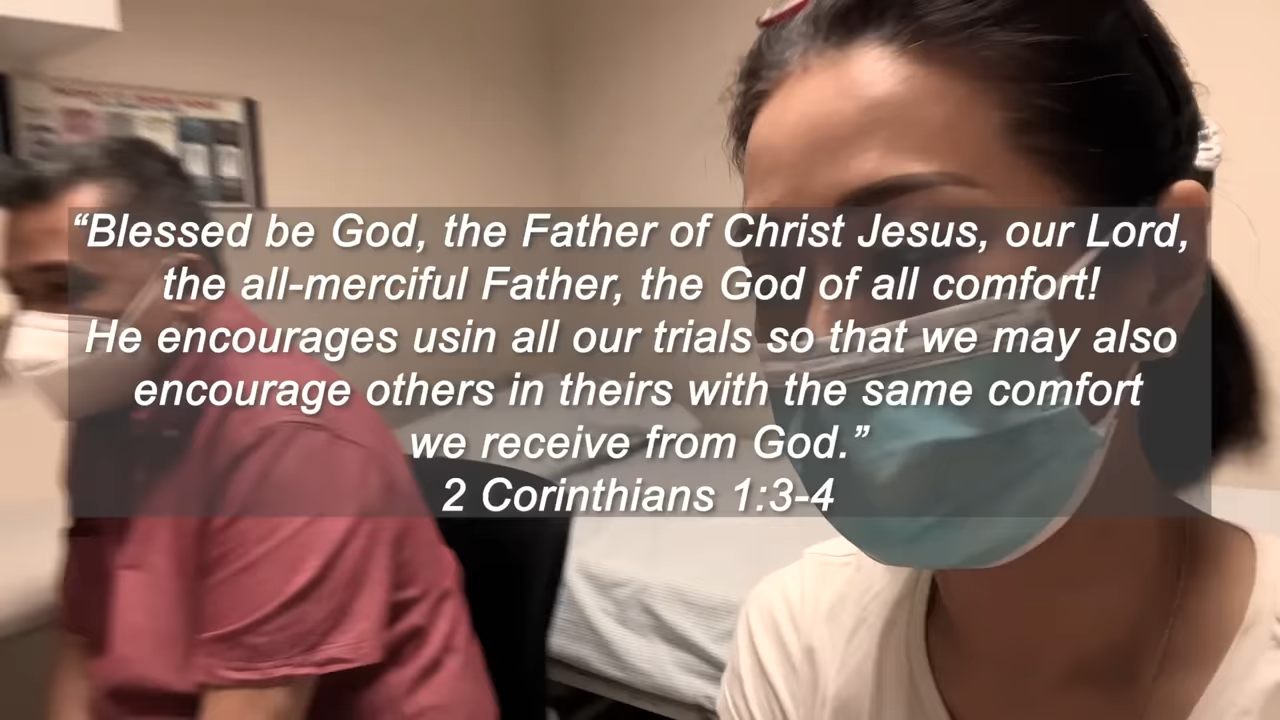 “Blessed be God, the Father of Christ Jesus, our Lord,
the all-merciful Father, the God of all comfort!
He encourages usin all our trials so that we may also
encourage others in theirs with the same comfort
we receive from God.”
2 Corinthians 1:3-4